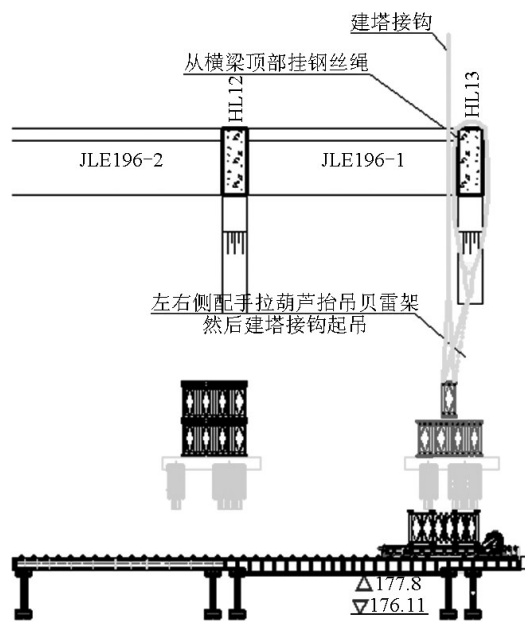 建塔接钩
从横梁顶部挂钢丝绳
HL12
HL13
JLE196-2
JLE196-1
左右侧配手拉葫芦抬吊贝雷架
然后建塔接钩起吊
177.8
176.11